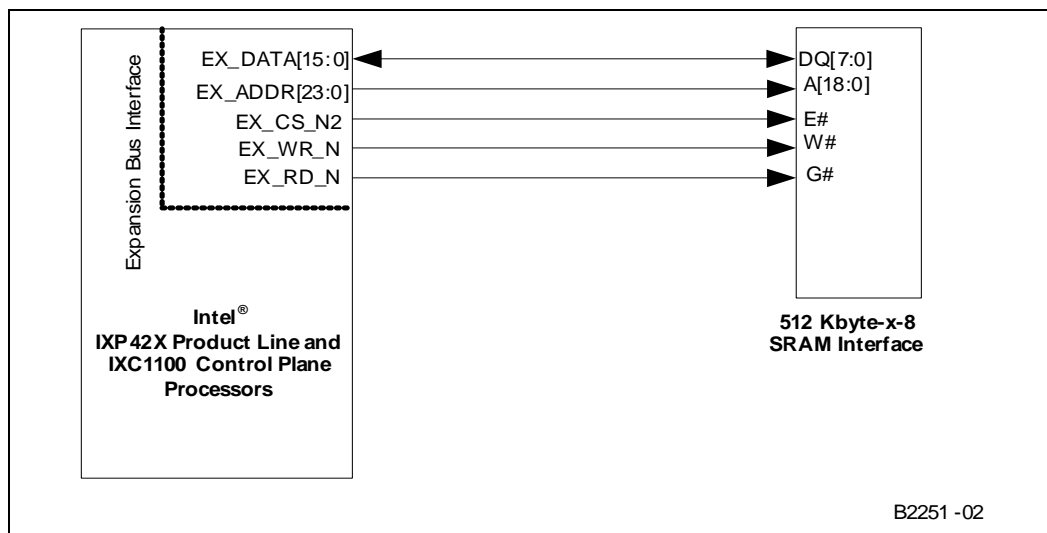 Expansion Bus Interface
EX_DATA[15:0]
EX_ADDR[23:0]
EX_CS_N2
EX_WR_N
EX_RD_N
DQ[7:0]
A[18:0]
E#
W#
G#
Intel®
IXP42X Product Line and
IXC1100 Control Plane
Processors
512 Kbyte-x-8
SRAM Interface
B2251 -02